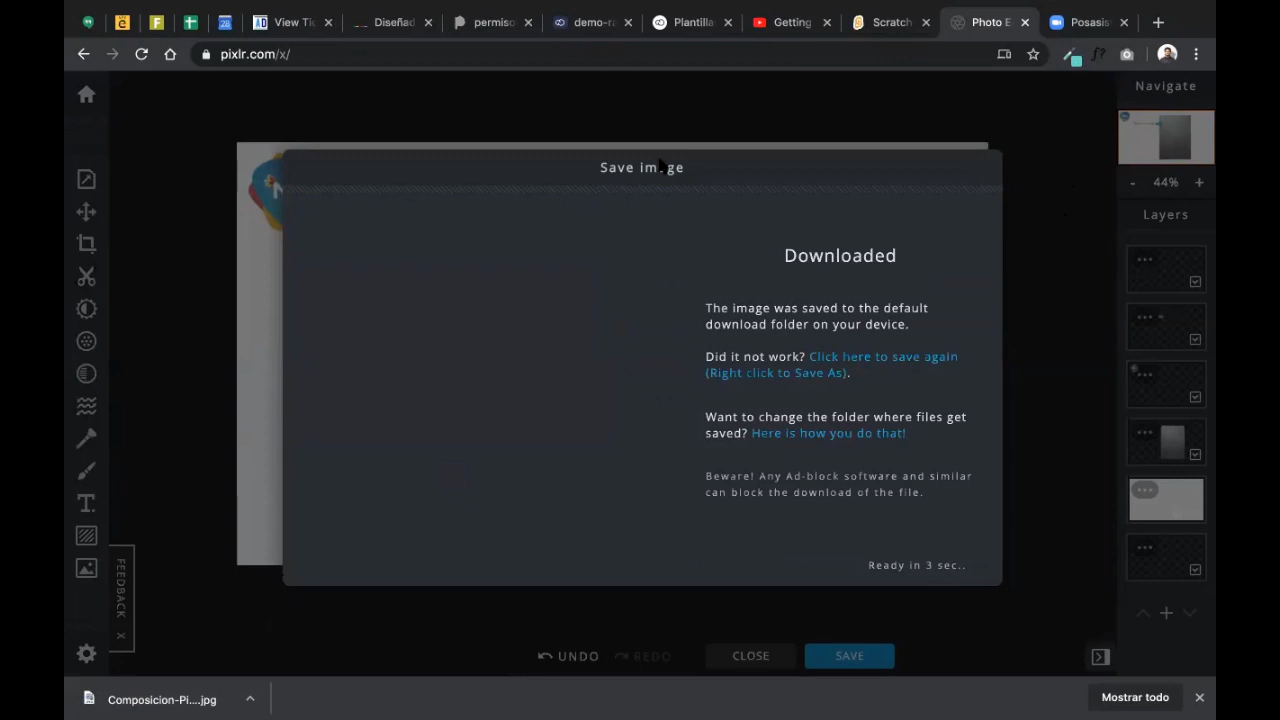 View Ti
Diseñad
permiso
demo-ra
Plantilla
Getting
Scratch
Photo E
Posasis
pixlr.com/x/
Navigate
Save image
- 44% +
Layers
Downloaded
The image was saved to the default
download folder on your device.
Did it not work? Click here to save again
(Right click to Save As).
Want to change the folder where files get
saved? Here is how you do that!
Beware! Any Ad-block software and similar
can block the download of the file.
Ready in 3 sec..
FEEDBACK X
UNDO
REDO
CLOSE
SAVE
Composicion-Pi....jpg
Mostrar todo